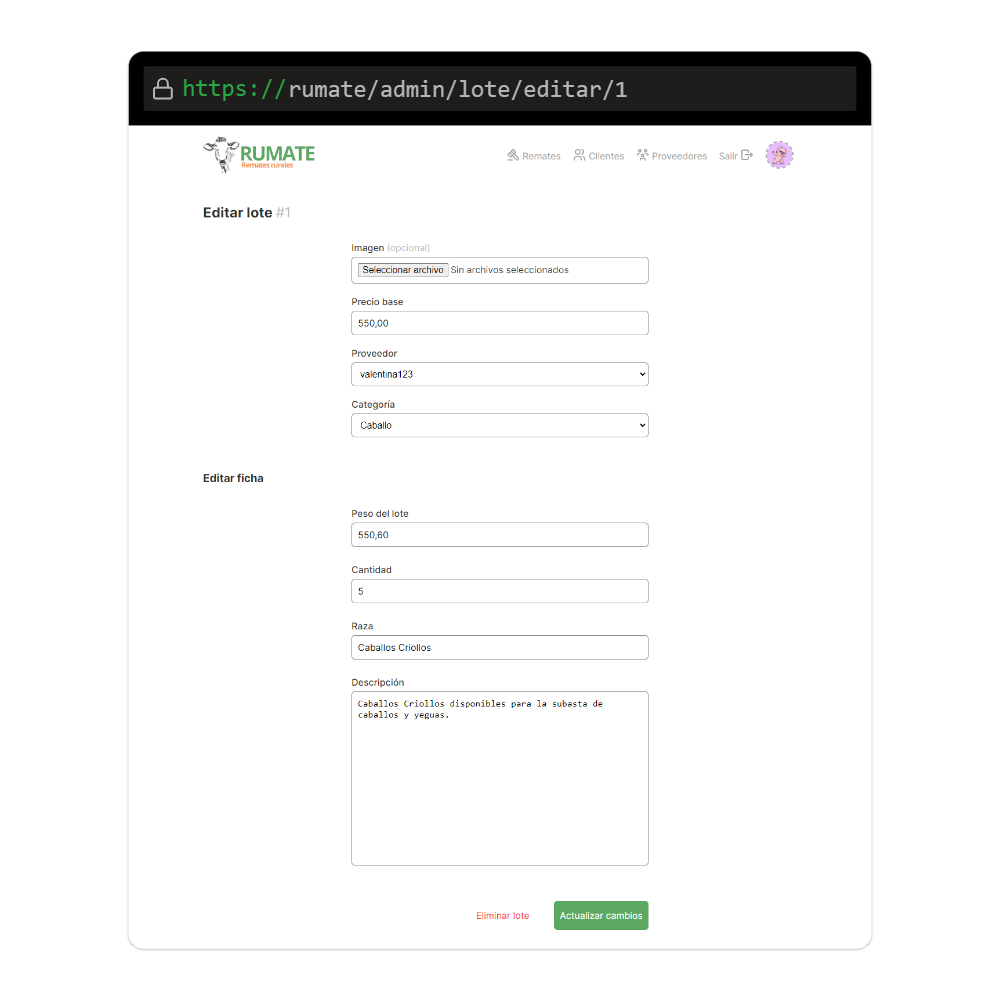 https://rumate/admin/lote/editar/1
RUMATE
Remates rurales
Remates Clientes Proveedores Salir
Editar lote #1
Imagen (opcional)
Seleccionar archivo Sin archivos seleccionados
Precio base
550,00
Proveedor
valentina123
Categoría
Caballo
Editar ficha
Peso del lote
550,60
Cantidad
5
Raza
Caballos Criollos
Descripción
Caballos Criollos disponibles para la subasta de
caballos y yeguas.
Eliminar lote Actualizar cambios